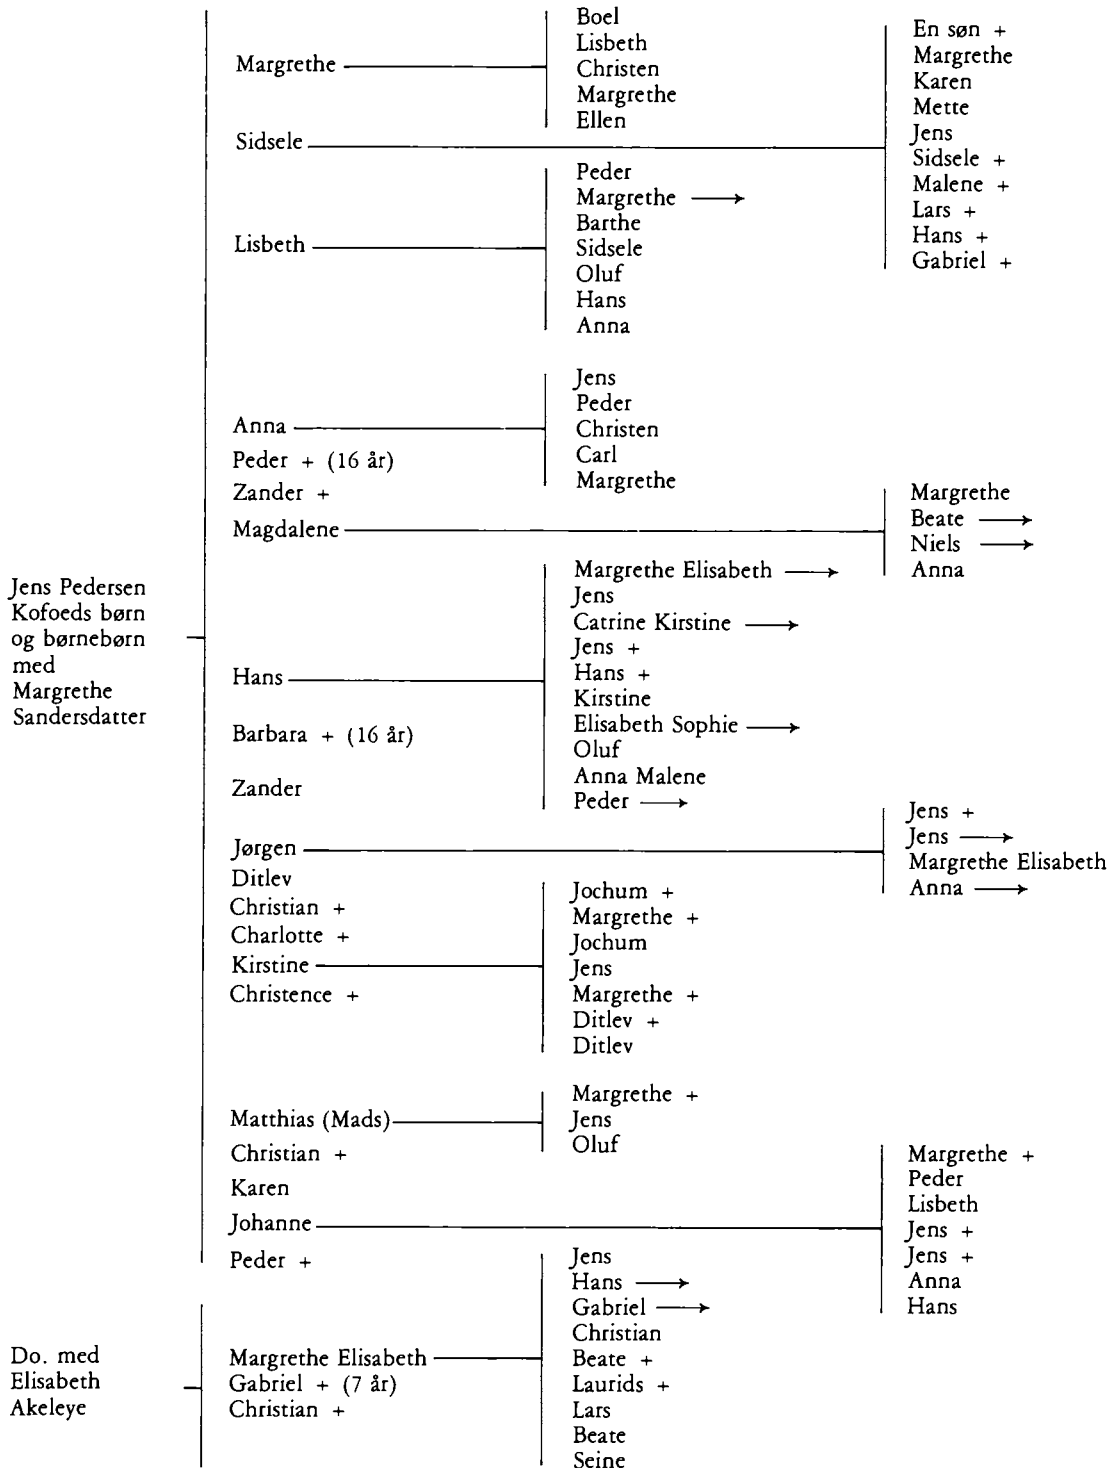 Jens Pedersen
Kofoeds børn
og børnebørn
med
Margrethe
Sandersdatter
Margrethe
Boel
Lisbeth
Christen
Margrethe
Ellen
Sidsele
En søn +
Margrethe
Karen
Mette
Jens
Sidsele +
Malene +
Lars +
Hans +
Gabriel +
Lisbeth
Peder
Margrethe →
Barthe
Sidsele
Oluf
Hans
Anna
Anna
Jens
Peder
Christen
Carl
Margrethe
Peder + (16 år)
Zander +
Magdalene
Margrethe
Beate →
Niels →
Anna
Hans
Margrethe Elisabeth →
Jens
Catrine Kirstine →
Jens +
Hans +
Kirstine
Elisabeth Sophie →
Oluf
Anna Malene
Peder →
Barbara + (16 år)
Zander
Jørgen
Jens +
Jens →
Margrethe Elisabeth
Anna →
Ditlev
Christian +
Charlotte +
Kirstine
Jochum +
Margrethe +
Jochum
Jens
Margrethe +
Ditlev +
Ditlev
Christence +
Matthias (Mads)
Margrethe +
Jens
Oluf
Christian +
Karen
Johanne
Margrethe +
Peder
Lisbeth
Jens +
Jens +
Anna
Hans
Peder +
Do. med
Elisabeth
Akeleye
Margrethe Elisabeth
Jens
Hans →
Gabriel →
Christian
Beate +
Laurids +
Lars
Beate
Seine
Gabriel + (7 år)
Christian +